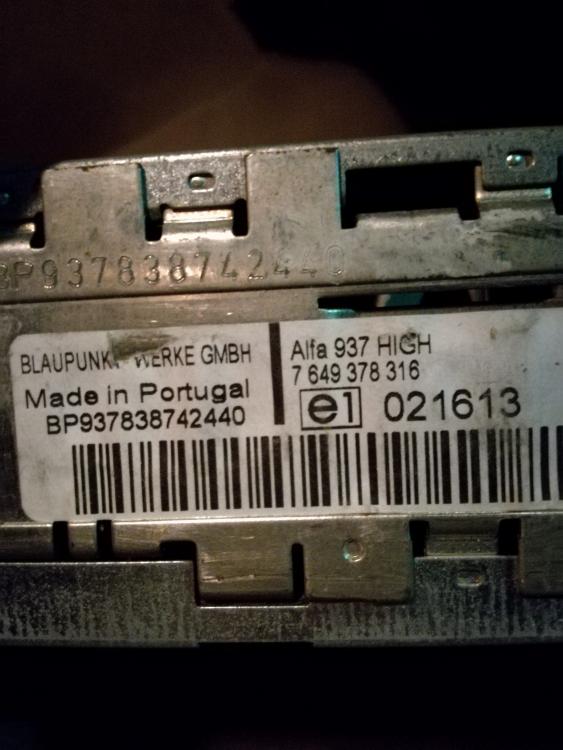 BP937838742440
BLAUPUNKT-WERKE GMBH
Made in Portugal
BP937838742440
Alfa 937 HIGH
7 649 378 316
e1 021613